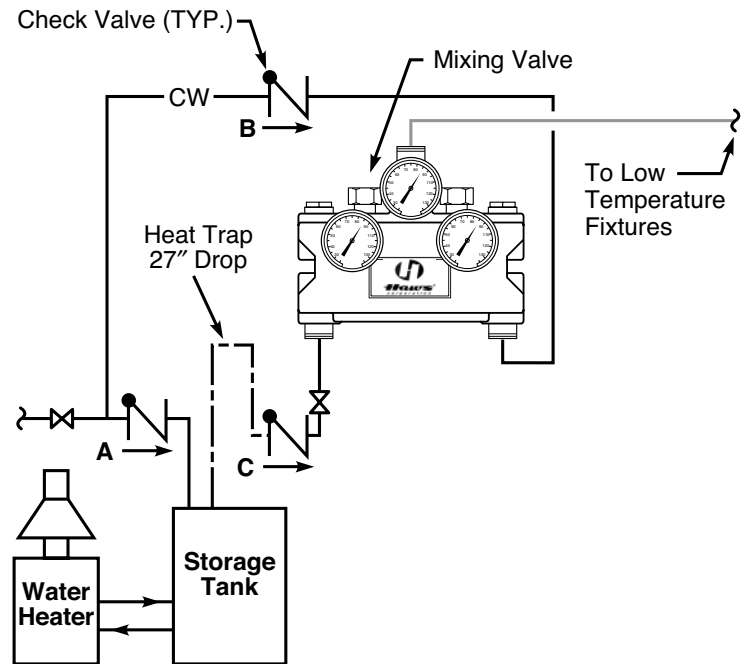 Check Valve (TYP.)
Mixing Valve
CW
B
To Low
Temperature
Fixtures
Heat Trap
27″ Drop
Haws®
corporation
A
C
Storage
Tank
Water
Heater